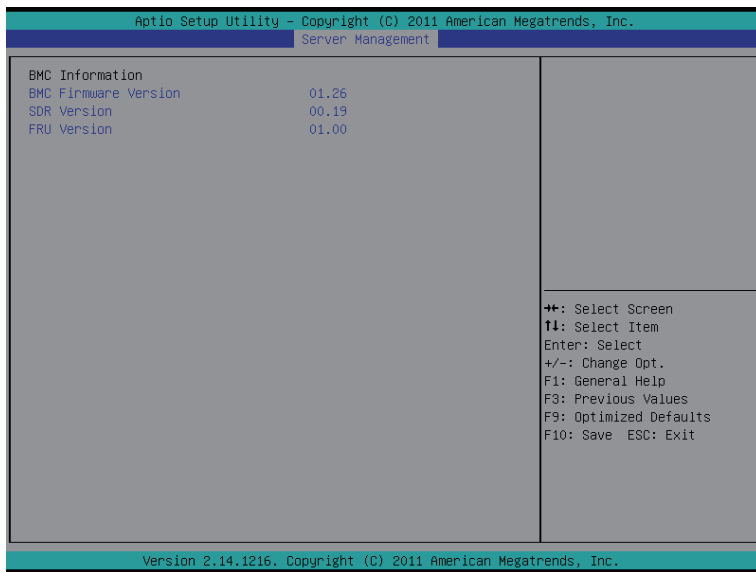 Aptio Setup Utility – Copyright (C) 2011 American Megatrends, Inc.
Server Management
BMC Information
BMC Firmware Version 01.26
SDR Version 00.19
FRU Version 01.00
→←: Select Screen
↑↓: Select Item
Enter: Select
+/-: Change Opt.
F1: General Help
F3: Previous Values
F9: Optimized Defaults
F10: Save ESC: Exit
Version 2.14.1216. Copyright (C) 2011 American Megatrends, Inc.